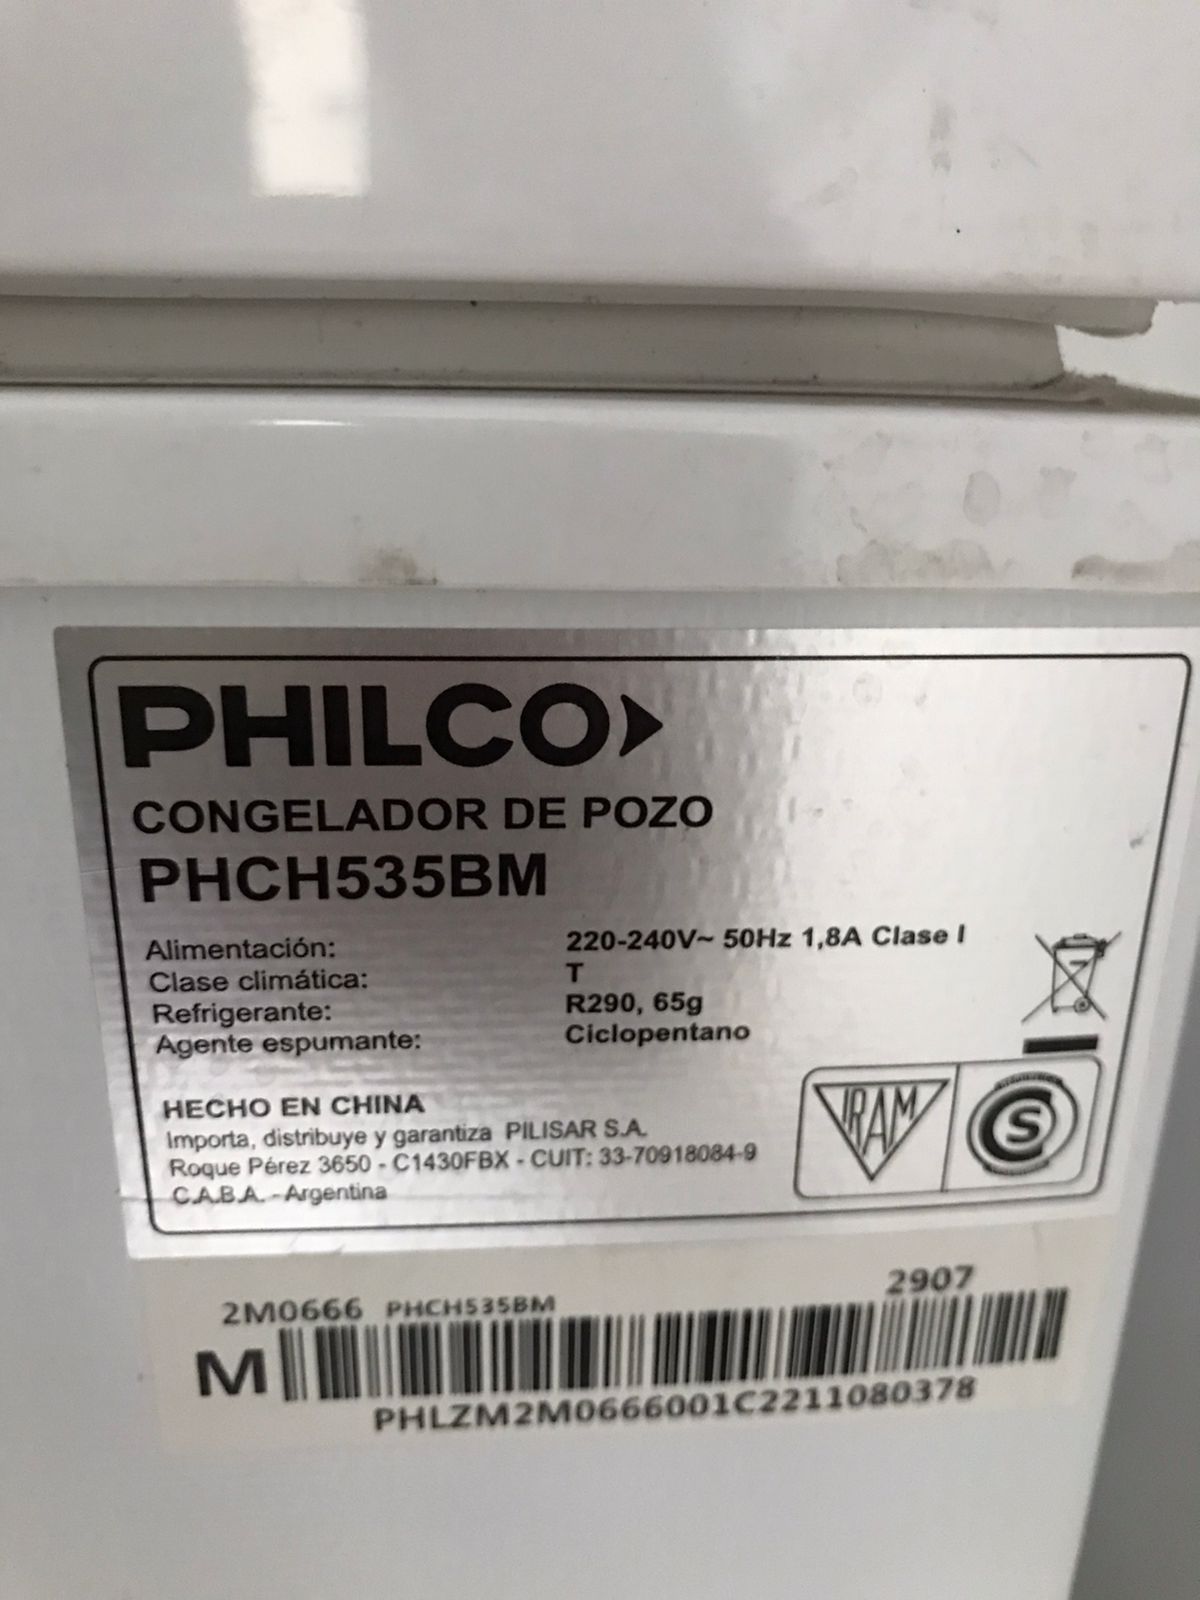 PHILCO
CONGELADOR DE POZO
PHCH535BM
Alimentación: 220-240V~ 50Hz 1,8A Clase I
Clase climática: T
Refrigerante: R290, 65g
Agente espumante: Ciclopentano
HECHO EN CHINA
Importa, distribuye y garantiza PILISAR S.A.
Roque Pérez 3650 - C1430FBX - CUIT: 33-70918084-9
C.A.B.A. - Argentina
IRAM
S
2M0666 PHCH535BM 2907
M
PHLZM2M0666001C2211080378